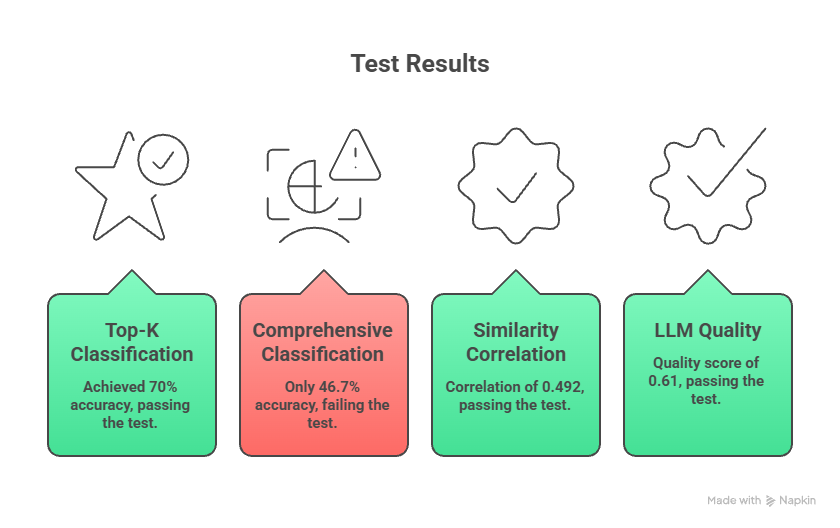 Test Results
Top-K
Classification
Achieved 70%
accuracy, passing
the test.
Comprehensive
Classification
Only 46.7%
accuracy, failing the
test.
Similarity
Correlation
Correlation of 0.492,
passing the test.
LLM Quality
Quality score of
0.61, passing the
test.
Made with Napkin